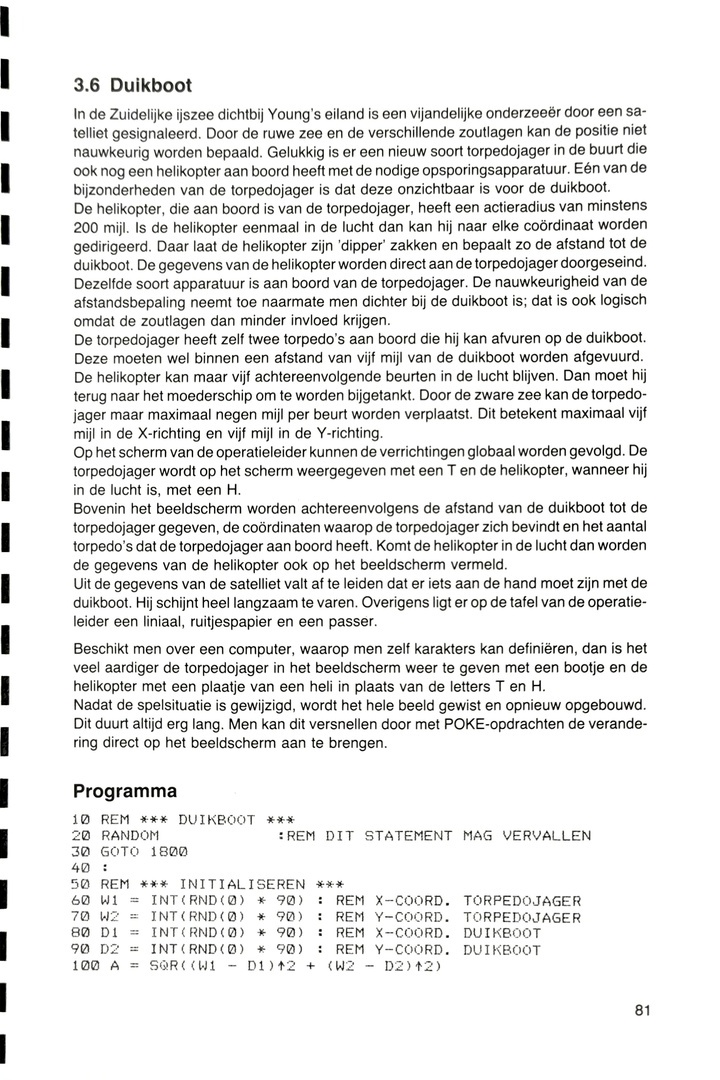 3.6 Duikboot
In de Zuidelijke ijszee dichtbij Young's eiland is een vijandelijke onderzeeër door een sa-
telliet gesignaleerd. Door de ruwe zee en de verschillende zoutlagen kan de positie niet
nauwkeurig worden bepaald. Gelukkig is er een nieuw soort torpedojager in de buurt die
ook nog een helikopter aan boord heeft met de nodige opsporingsapparatuur. Eén van de
bijzonderheden van de torpedojager is dat deze onzichtbaar is voor de duikboot.
De helikopter, die aan boord is van de torpedojager, heeft een actieradius van minstens
200 mijl. Is de helikopter eenmaal in de lucht dan kan hij naar elke coördinaat worden
gedirigeerd. Daar laat de helikopter zijn 'dipper' zakken en bepaalt zo de afstand tot de
duikboot. De gegevens van de helikopter worden direct aan de torpedojager doorgeseind.
Dezelfde soort apparatuur is aan boord van de torpedojager. De nauwkeurigheid van de
afstandsbepaling neemt toe naarmate men dichter bij de duikboot is; dat is ook logisch
omdat de zoutlagen dan minder invloed krijgen.
De torpedojager heeft zelf twee torpedo's aan boord die hij kan afvuren op de duikboot.
Deze moeten wel binnen een afstand van vijf mijl van de duikboot worden afgevuurd.
De helikopter kan maar vijf achtereenvolgende beurten in de lucht blijven. Dan moet hij
terug naar het moederschip om te worden bijgetankt. Door de zware zee kan de torpedo-
jager maar maximaal negen mijl per beurt worden verplaatst. Dit betekent maximaal vijf
mijl in de X-richting en vijf mijl in de Y-richting.
Op het scherm van de operatieleider kunnen de verrichtingen globaal worden gevolgd. De
torpedojager wordt op het scherm weergegeven met een T en de helikopter, wanneer hij
in de lucht is, met een H.
Bovenin het beeldscherm worden achtereenvolgens de afstand van de duikboot tot de
torpedojager gegeven, de coördinaten waarop de torpedojager zich bevindt en het aantal
torpedo's dat de torpedojager aan boord heeft. Komt de helikopter in de lucht dan worden
de gegevens van de helikopter ook op het beeldscherm vermeld.
Uit de gegevens van de satelliet valt af te leiden dat er iets aan de hand moet zijn met de
duikboot. Hij schijnt heel langzaam te varen. Overigens ligt er op de tafel van de operatie-
leider een liniaal, ruitjespapier en een passer.
Beschikt men over een computer, waarop men zelf karakters kan definiëren, dan is het
veel aardiger de torpedojager in het beeldscherm weer te geven met een bootje en de
helikopter met een plaatje van een heli in plaats van de letters T en H.
Nadat de spelsituatie is gewijzigd, wordt het hele beeld gewist en opnieuw opgebouwd.
Dit duurt altijd erg lang. Men kan dit versnellen door met POKE-opdrachten de verande-
ring direct op het beeldscherm aan te brengen.
Programma
10 REM *** DUIKBOOT ***
20 RANDOM :REM DIT STATEMENT MAG VERVALLEN
30 GOTO 1800
40 :
50 REM *** INITIALISEREN ***
60 W1 = INT(RND(0) * 90) : REM X-COORD. TORPEDOJAGER
70 W2 = INT(RND(0) * 90) : REM Y-COORD. TORPEDOJAGER
80 D1 = INT(RND(0) * 90) : REM X-COORD. DUIKBOOT
90 D2 = INT(RND(0) * 90) : REM Y-COORD. DUIKBOOT
100 A = SQR((W1 - D1)↑2 + (W2 - D2)↑2)
81